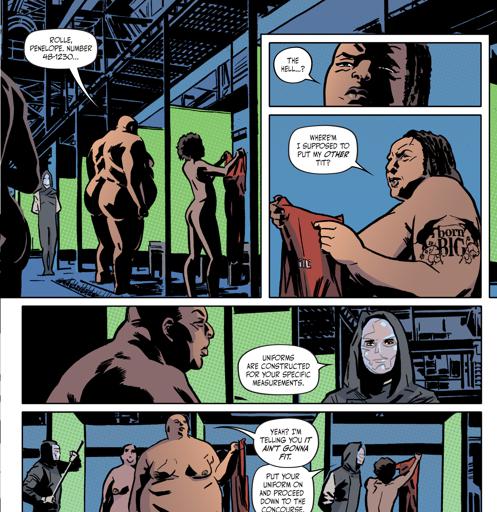 ROLLE,
PENELOPE. NUMBER
48-1230...
THE
HELL...?
WHERE'M
I SUPPOSED TO
PUT MY OTHER
TIT?
born
BIG
UNIFORMS
ARE CONSTRUCTED
FOR YOUR SPECIFIC
MEASUREMENTS.
YEAH? I'M
TELLING YOU IT
AIN'T GONNA
FIT.
PUT YOUR
UNIFORM ON
AND PROCEED
DOWN TO THE
CONCOURSE.